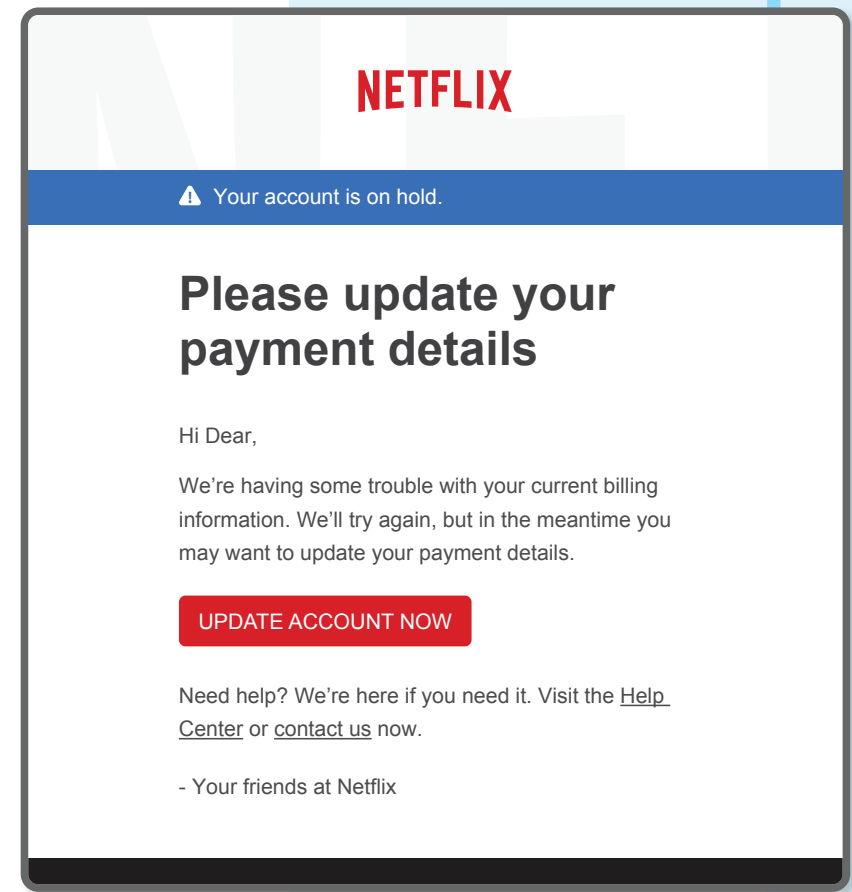 NETFLIX
Your account is on hold.
Please update your
payment details
Hi Dear,
We’re having some trouble with your current billing
information. We’ll try again, but in the meantime you
may want to update your payment details.
UPDATE ACCOUNT NOW
Need help? We’re here if you need it. Visit the Help
Center or contact us now.
- Your friends at Netflix